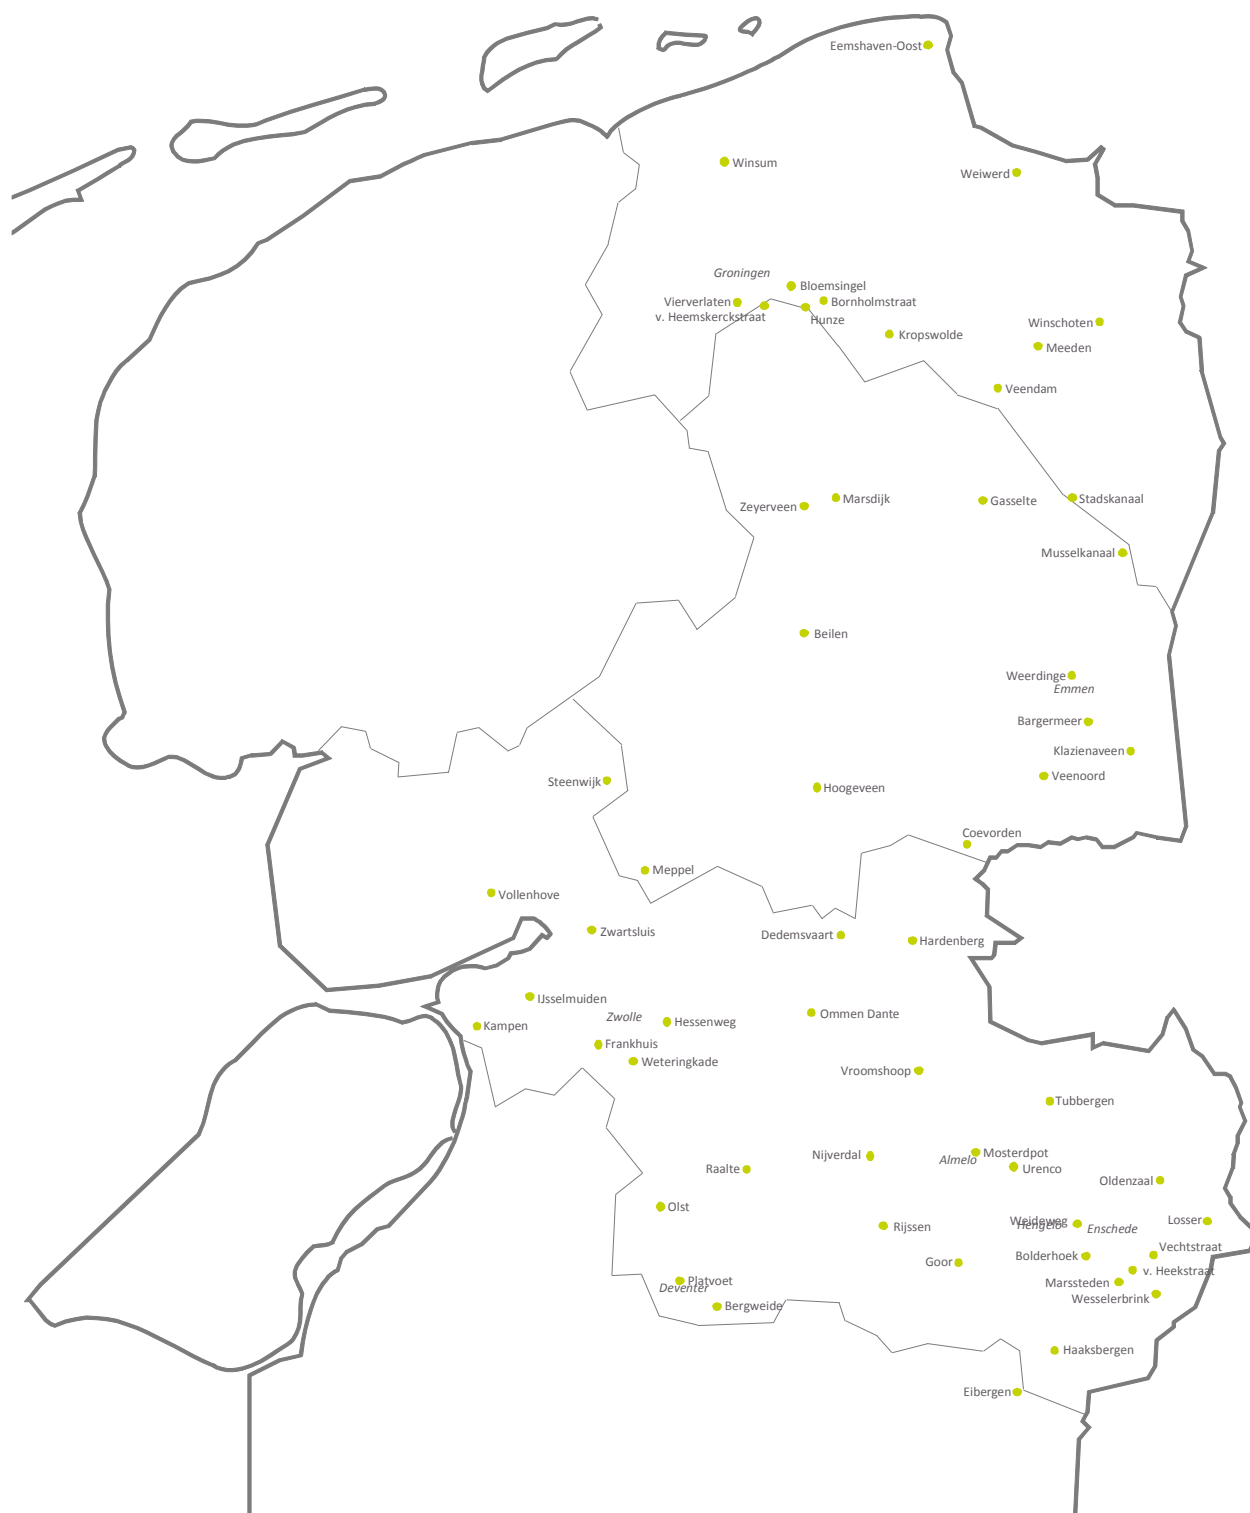 Eemshaven-Oost
Winsum
Weiwerd
Groningen
Bloemsingel
Vierverlaten
Bornholmstraat
v. Heemskerckstraat
Hunze
Winschoten
Kropswolde
Meeden
Veendam
Marsdijk
Stadskanaal
Gasselte
Zeyerveen
Musselkanaal
Beilen
Weerdinge
Emmen
Bargermeer
Klazienaveen
Veenoord
Steenwijk
Hoogeveen
Coevorden
Meppel
Vollenhove
Zwartsluis
Dedemsvaart
Hardenberg
IJsselmuiden
Ommen Dante
Zwolle
Hessenweg
Kampen
Frankhuis
Weteringkade
Vroomshoop
Tubbergen
Mosterdpot
Nijverdal
Almelo
Urenco
Raalte
Oldenzaal
Olst
Weideweg
Losser
Hengelo
Enschede
Rijssen
Vechtstraat
Bolderhoek
Goor
v. Heekstraat
Platvoet
Marssteden
Deventer
Wesselerbrink
Bergweide
Haaksbergen
Eibergen